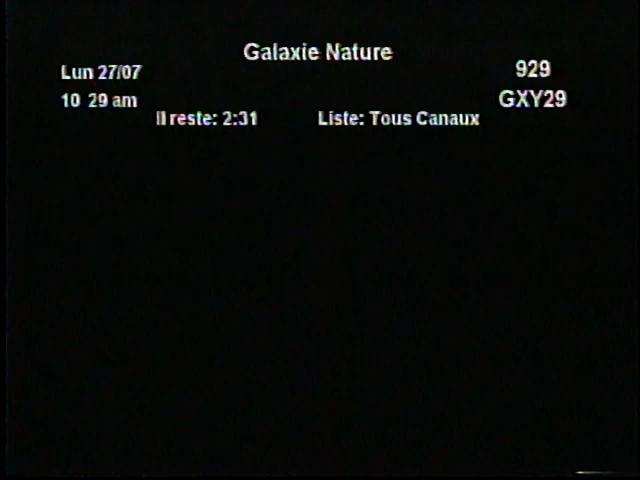 Galaxie Nature
Lun 27/07
929
10 29 am
GXY29
Il reste: 2:31
Liste: Tous Canaux